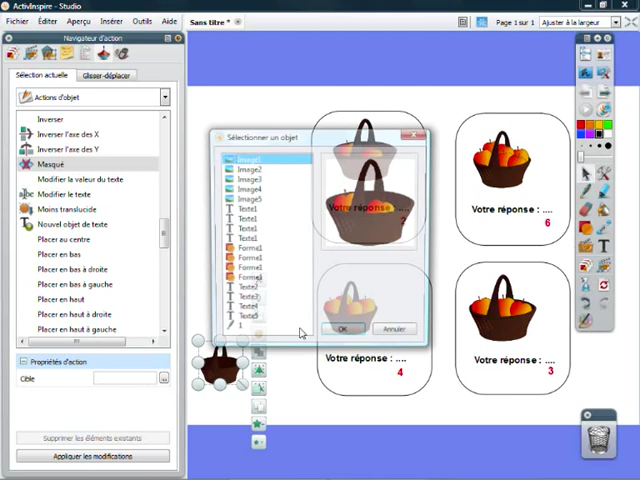 ActivInspire - Studio
Fichier Éditer Affichage Insérer Outils Aide
Sans titre *
Page 1 sur 1
Ajuster à la largeur
Navigateur d'action
Sélection actuelle
Glisser-déplacer
Actions d'objet
Inverser
Inverser l'axe des X
Inverser l'axe des Y
Masqué
Modifier la valeur du texte
Modifier le texte
Moins translucide
Nouvel objet de texte
Placer au centre
Placer en bas
Placer en bas à droite
Placer en bas à gauche
Placer en haut
Placer en haut à droite
Placer en haut à gauche
Propriétés d'action
Cible
Supprimer les éléments existants
Appliquer les modifications
Sélectionner un objet
Image1
Image2
Image3
Image4
Image5
Texte1
Texte1
Texte1
Texte1
Forme1
Forme1
Forme1
Forme1
Texte2
Texte3
Texte4
Texte5
1
OK
Annuler
Votre réponse : ....
2
Votre réponse : ....
6
Votre réponse : ....
4
Votre réponse : ....
3